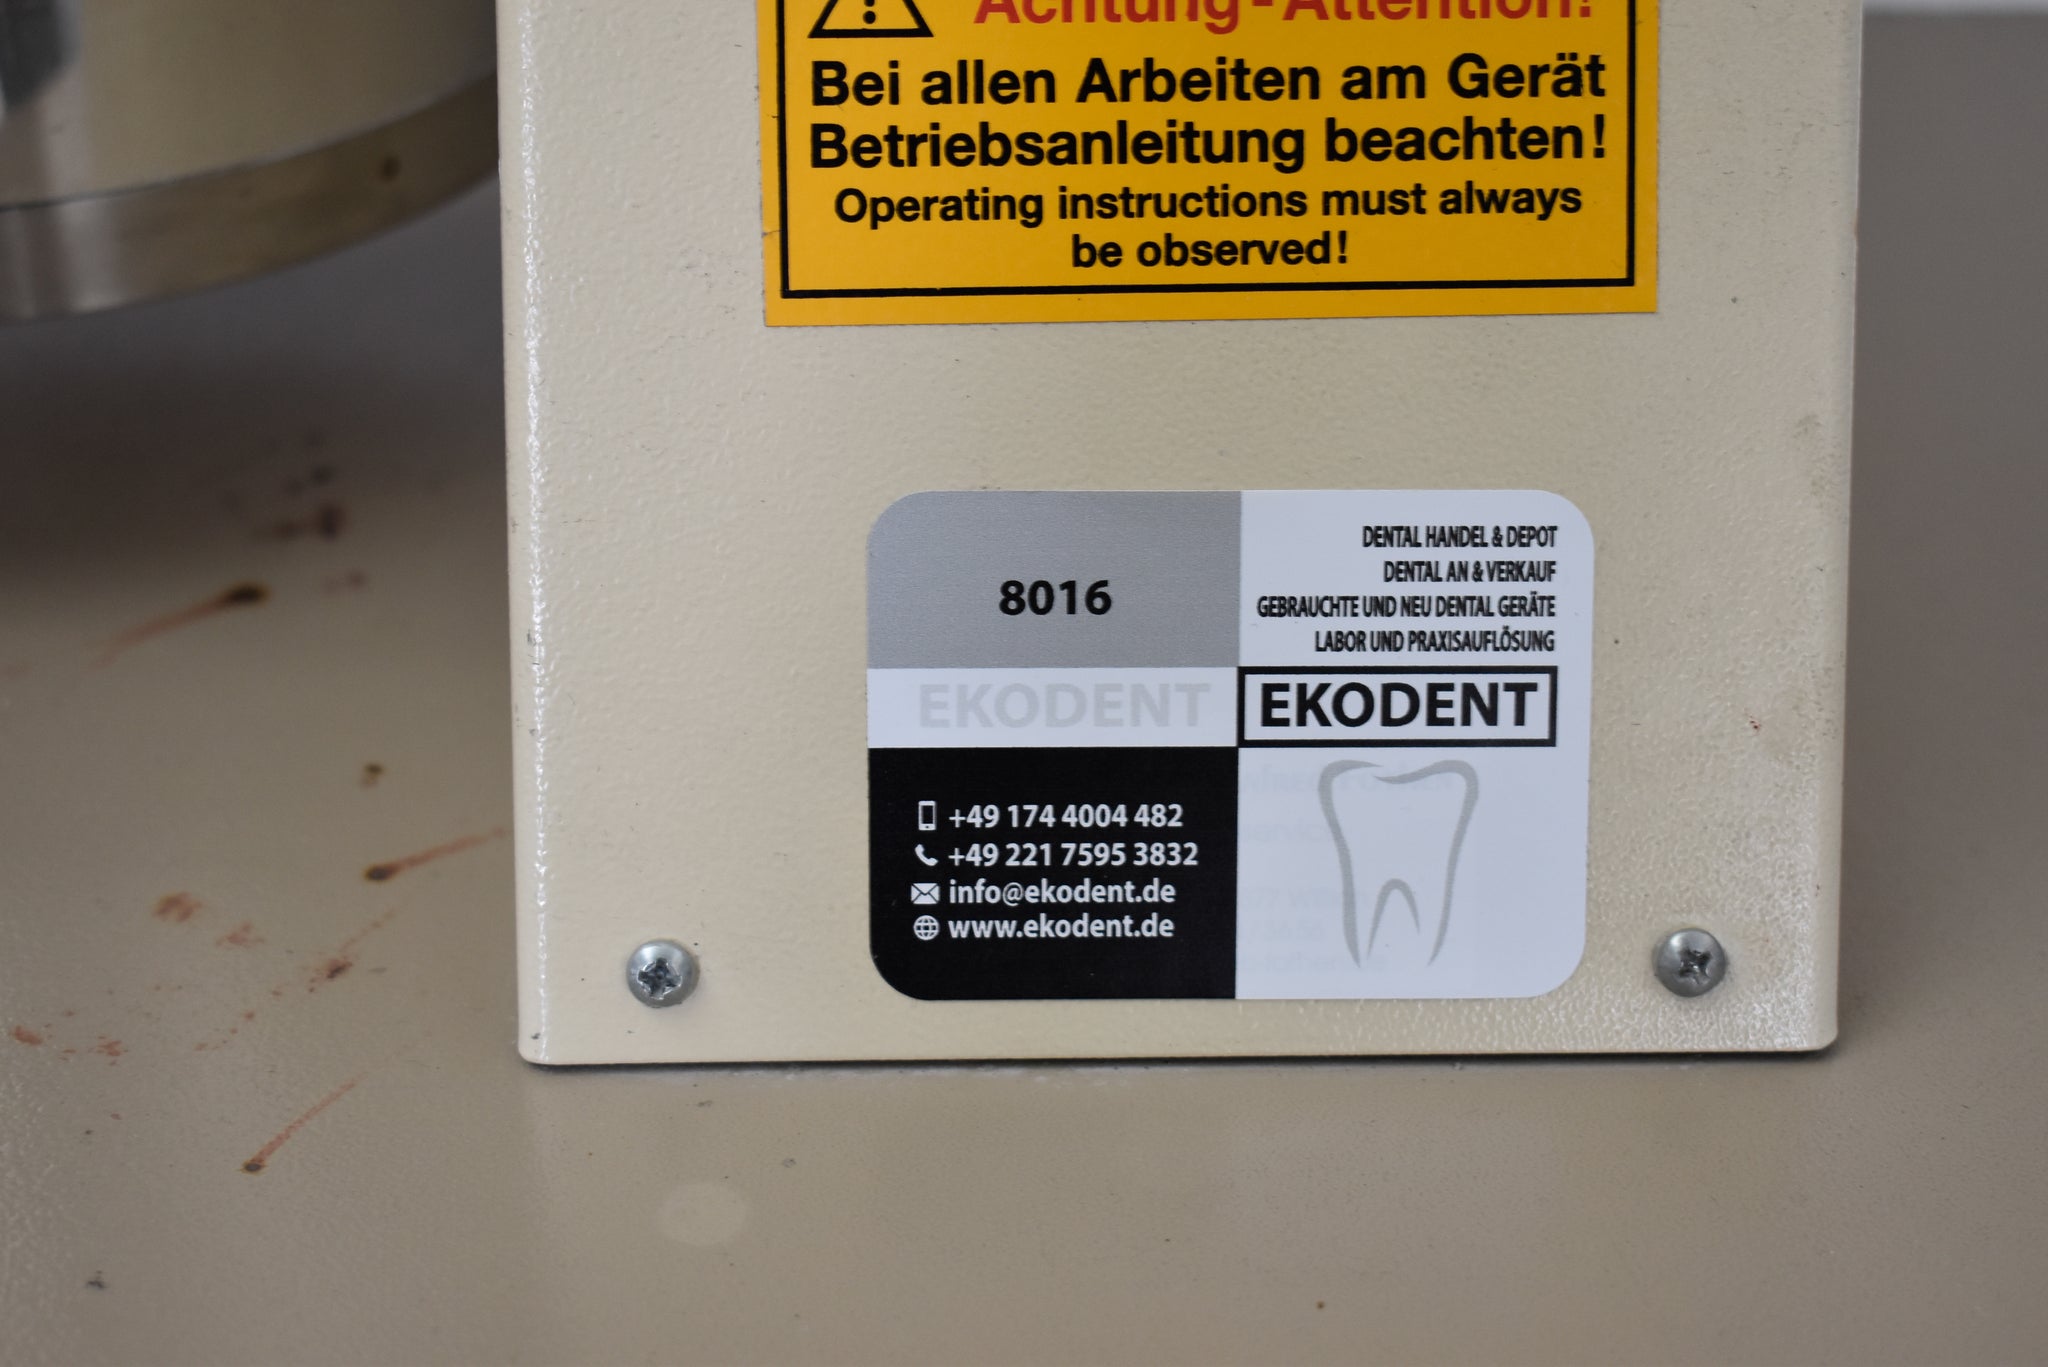 Achtung-Attention!
Bei allen Arbeiten am Gerät
Betriebsanleitung beachten!
Operating instructions must always
be observed!
8016
DENTAL HANDEL & DEPOT
DENTAL AN & VERKAUF
GEBRAUCHTE UND NEU DENTAL GERÄTE
LABOR UND PRAXISAUFLÖSUNG
EKODENT
EKODENT
+49 174 4004 482
+49 221 7595 3832
info@ekodent.de
www.ekodent.de